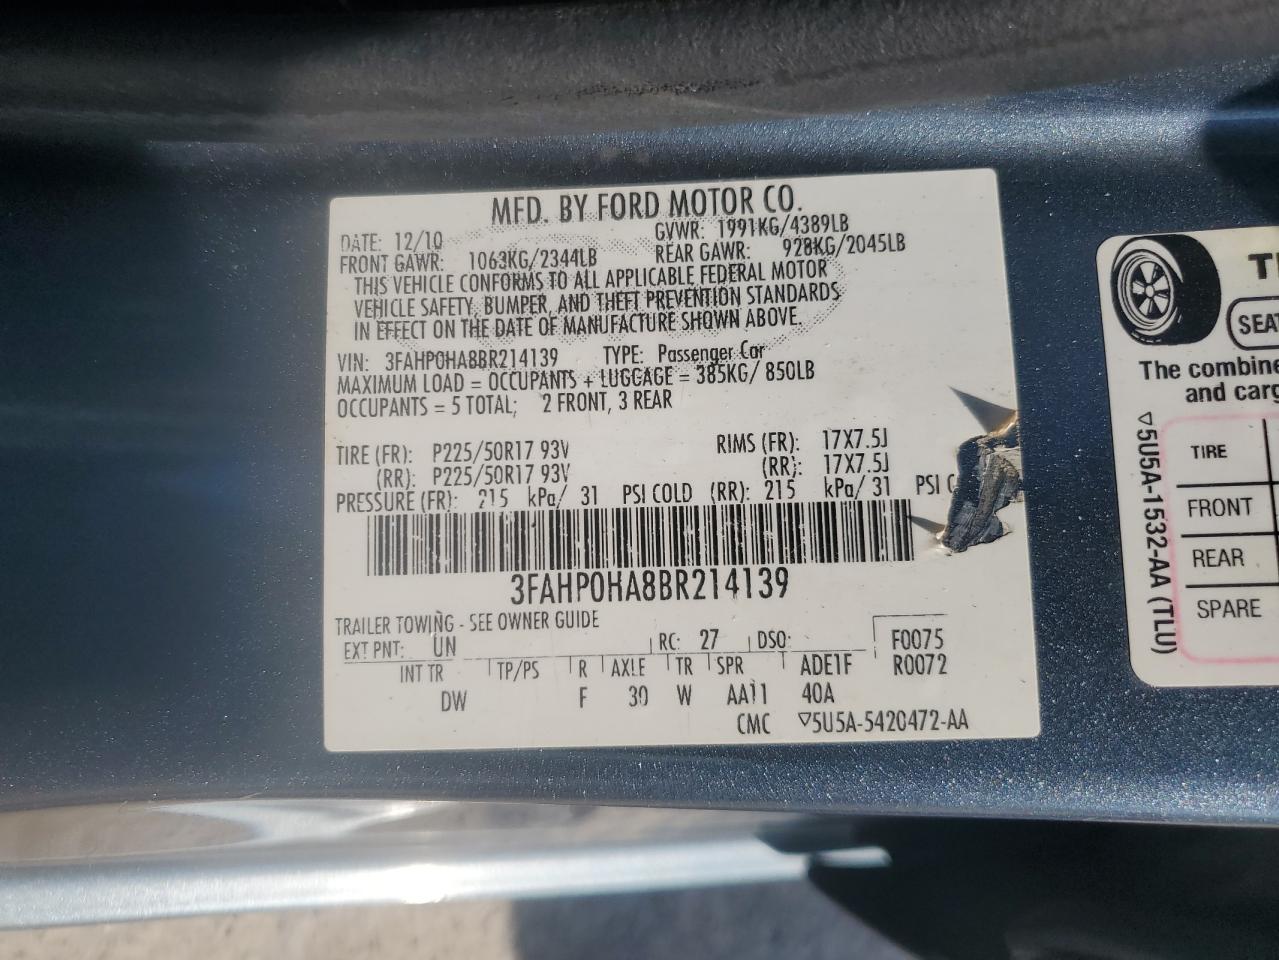 MFD. BY FORD MOTOR CO.
DATE: 12/10 GVWR: 1991KG/4389LB
FRONT GAWR: 1063KG/2344LB REAR GAWR: 928KG/2045LB
THIS VEHICLE CONFORMS TO ALL APPLICABLE FEDERAL MOTOR
VEHICLE SAFETY, BUMPER, AND THEFT PREVENTION STANDARDS
IN EFFECT ON THE DATE OF MANUFACTURE SHOWN ABOVE.
VIN: 3FAHP0HA8BR214139 TYPE: Passenger Car
MAXIMUM LOAD = OCCUPANTS + LUGGAGE = 385KG/ 850LB
OCCUPANTS = 5 TOTAL; 2 FRONT, 3 REAR
TIRE (FR): P225/50R17 93V RIMS (FR): 17X7.5J
(RR): P225/50R17 93V (RR): 17X7.5J
PRESSURE (FR): 215 kPa/ 31 PSI COLD (RR): 215 kPa/ 31 PSI C
3FAHP0HA8BR214139
TRAILER TOWING - SEE OWNER GUIDE
EXT PNT: UN RC: 27 DSO: F0075
INT TR TP/PS R AXLE TR SPR ADE1F R0072
DW F 30 W AA11 40A
CMC ▽5U5A-5420472-AA
SEA
The combine
and carg
TIRE
FRONT
REAR
SPARE
▽5U5A-1532-AA (TLU)